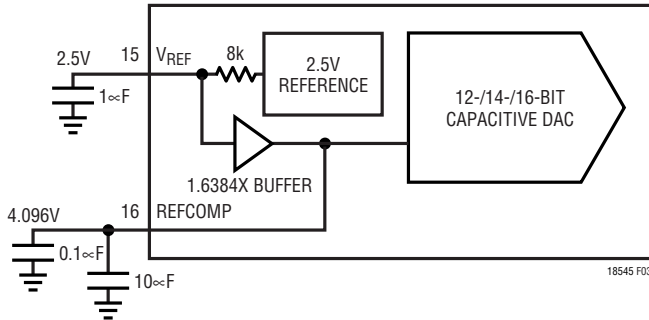 2.5V
15
VREF
8k
2.5V
REFERENCE
12-/14-/16-BIT
CAPACITIVE DAC
1∝F
1.6384X BUFFER
4.096V
16
REFCOMP
0.1∝F
10∝F
18545 F03